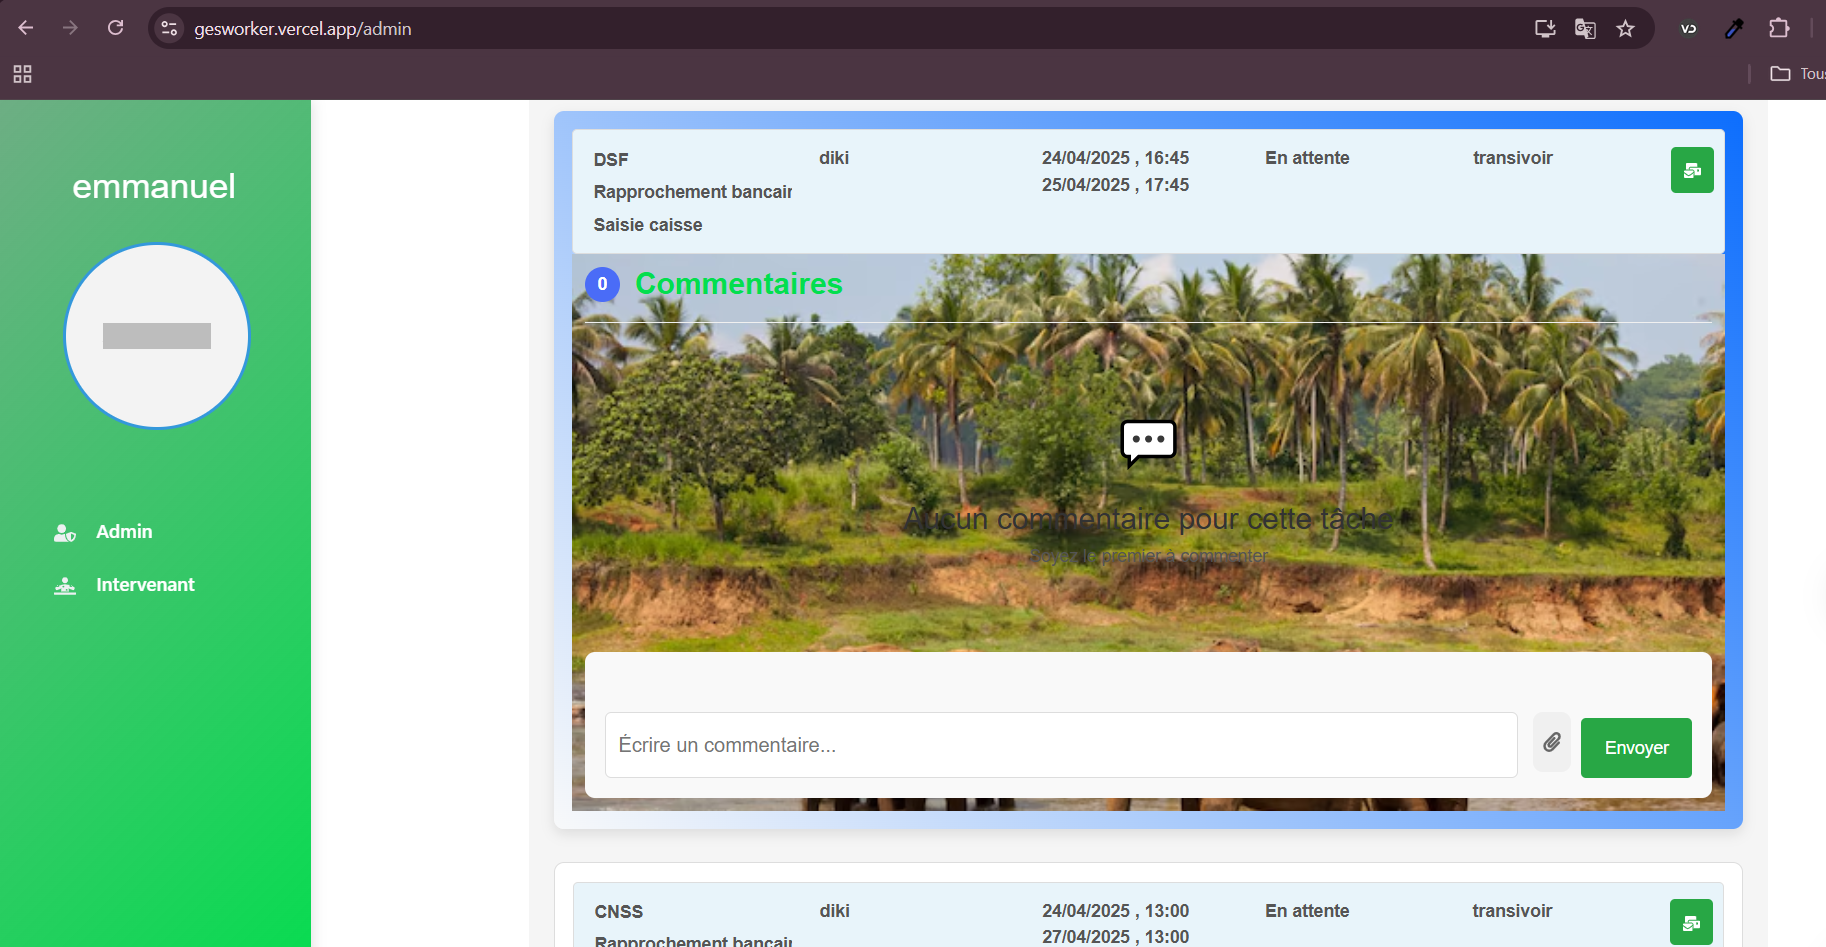 gesworker.vercel.app/admin
Tous
emmanuel
Admin
Intervenant
DSF
Rapprochement bancair
Saisie caisse
diki
24/04/2025 , 16:45
25/04/2025 , 17:45
En attente
transivoir
0 Commentaires
Aucun commentaire pour cette tâche
Soyez le premier à commenter
Écrire un commentaire...
Envoyer
CNSS
Rapprochement bancair
diki
24/04/2025 , 13:00
27/04/2025 , 13:00
En attente
transivoir